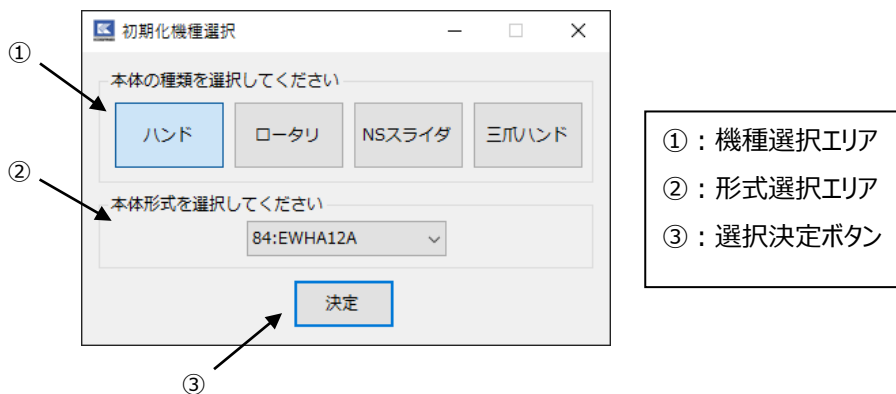 初期化機種選択
①
本体の種類を選択してください
ハンド
ロータリ
NSスライダ
三爪ハンド
②
本体形式を選択してください
84:EWHA12A
決定
③
①：機種選択エリア
②：形式選択エリア
③：選択決定ボタン